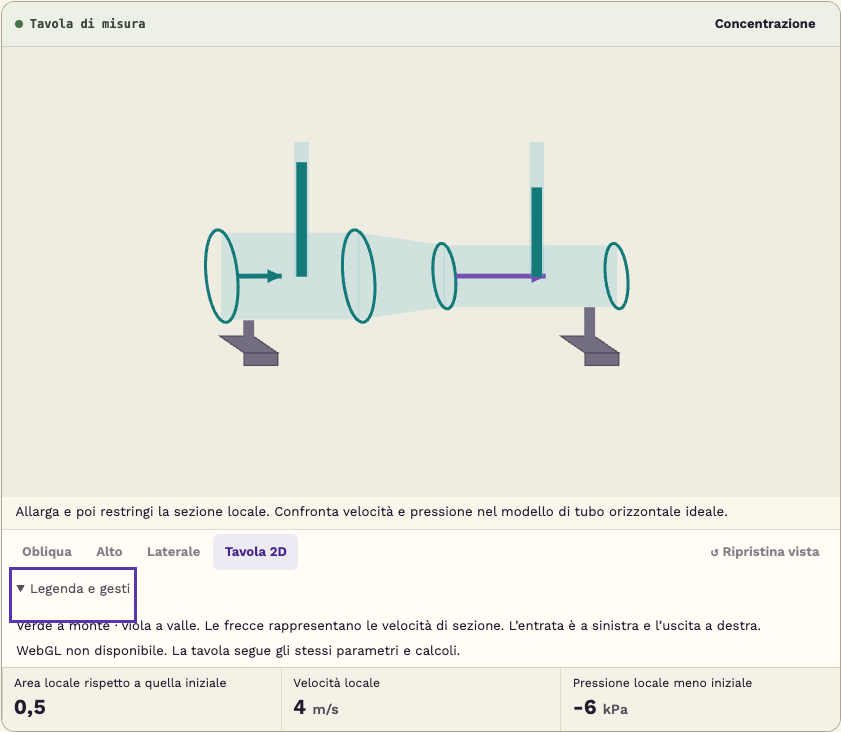 Tavola di misura
Concentrazione
Allarga e poi restringi la sezione locale. Confronta velocità e pressione nel modello di tubo orizzontale ideale.
Obliqua Alto Laterale Tavola 2D ↺ Ripristina vista
▼ Legenda e gesti
Verde a monte · viola a valle. Le frecce rappresentano le velocità di sezione. L’entrata è a sinistra e l’uscita a destra.
WebGL non disponibile. La tavola segue gli stessi parametri e calcoli.
Area locale rispetto a quella iniziale
0,5
Velocità locale
4 m/s
Pressione locale meno iniziale
-6 kPa